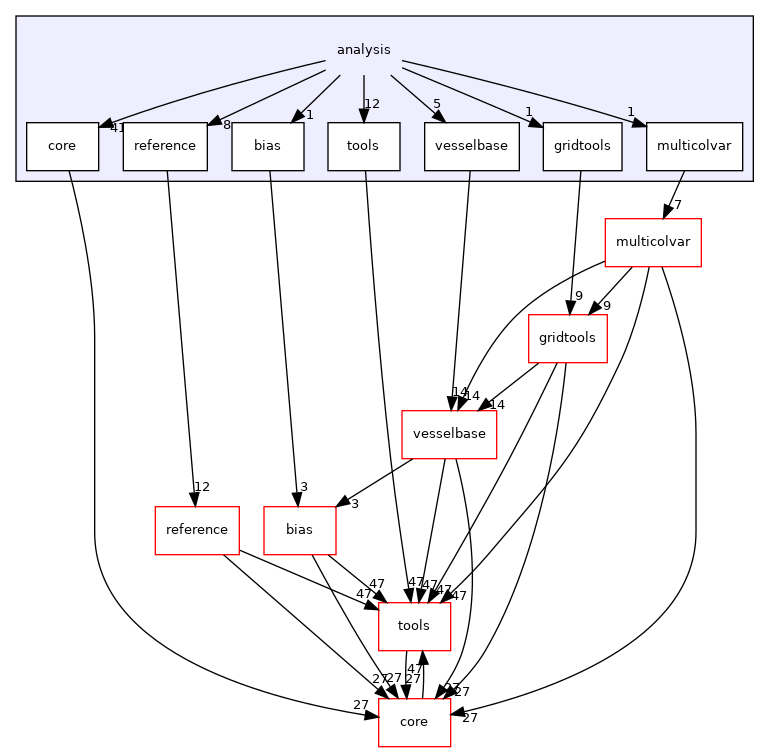 analysis
12
5
1
1
41
8
1
core
reference
bias
tools
vesselbase
gridtools
multicolvar
7
multicolvar
9
9
gridtools
14
14
14
vesselbase
12
3
3
reference
bias
47
47
47
47
47
47
tools
47
27
27
27
27
27
27
27
core